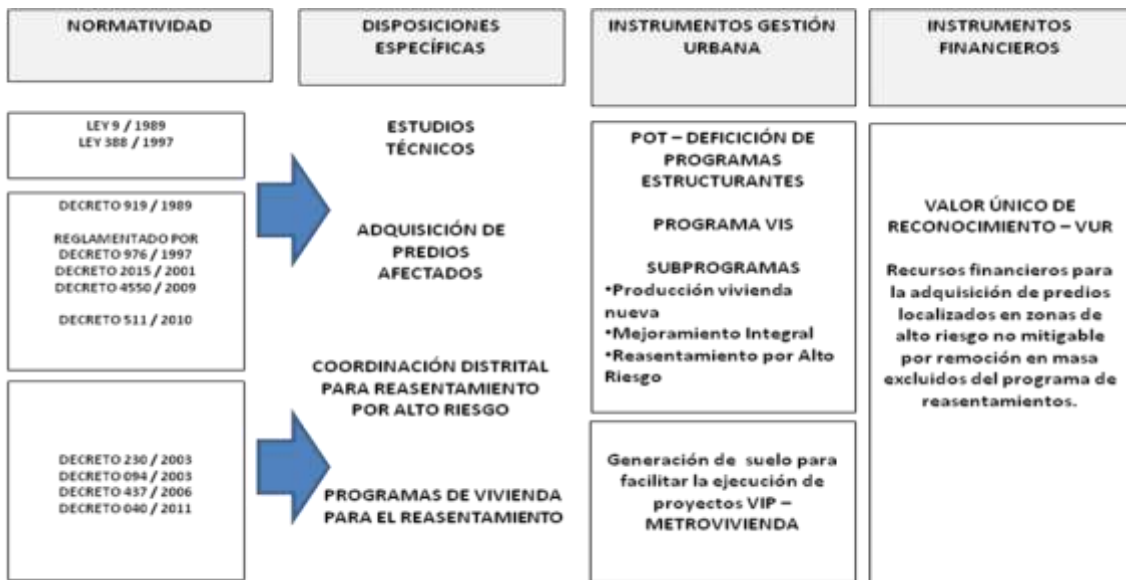 NORMATIVIDAD
LEY 9 / 1989
LEY 388 / 1997
DECRETO 919 / 1989
REGLAMENTADO POR
DECRETO 976 / 1997
DECRETO 2015 / 2001
DECRETO 4550 / 2009
DECRETO 511 / 2010
DECRETO 230 / 2003
DECRETO 094 / 2003
DECRETO 437 / 2006
DECRETO 040 / 2011
DISPOSICIONES
ESPECÍFICAS
ESTUDIOS
TÉCNICOS
ADQUISICIÓN DE
PREDIOS
AFECTADOS
COORDINACIÓN DISTRITAL
PARA REASENTAMIENTO
POR ALTO RIESGO
PROGRAMAS DE VIVIENDA
PARA EL REASENTAMIENTO
INSTRUMENTOS GESTIÓN
URBANA
POT – DEFICICIÓN DE
PROGRAMAS
ESTRUCTURANTES
PROGRAMA VIS
SUBPROGRAMAS
•Producción vivienda
nueva
•Mejoramiento Integral
•Reasentamiento por Alto
Riesgo
Generación de suelo para
facilitar la ejecución de
proyectos VIP –
METROVIVIENDA
INSTRUMENTOS
FINANCIEROS
VALOR ÚNICO DE
RECONOCIMIENTO – VUR
Recursos financieros para
la adquisición de predios
localizados en zonas de
alto riesgo no mitigable
por remoción en masa
excluidos del programa de
reasentamientos.